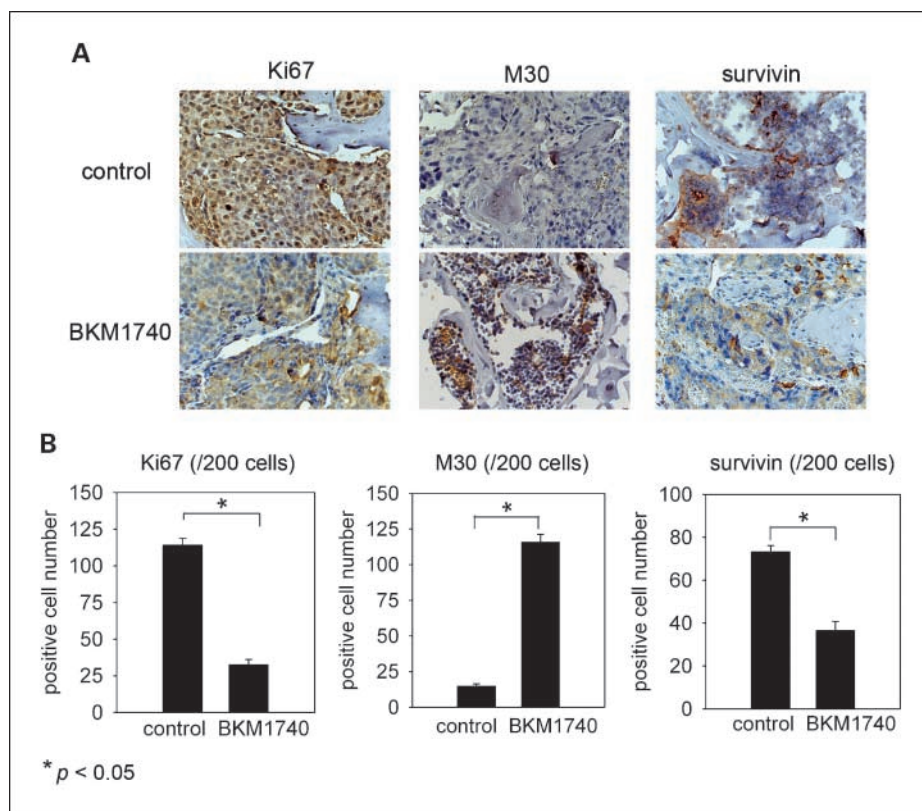 A
Ki67 M30 survivin
control
BKM1740
B
Ki67 (/200 cells) M30 (/200 cells) survivin (/200 cells)
positive cell number
150
125
100
75
50
25
0
control BKM1740
*
positive cell number
150
125
100
75
50
25
0
control BKM1740
*
positive cell number
100
80
60
40
20
0
control BKM1740
*
* p < 0.05